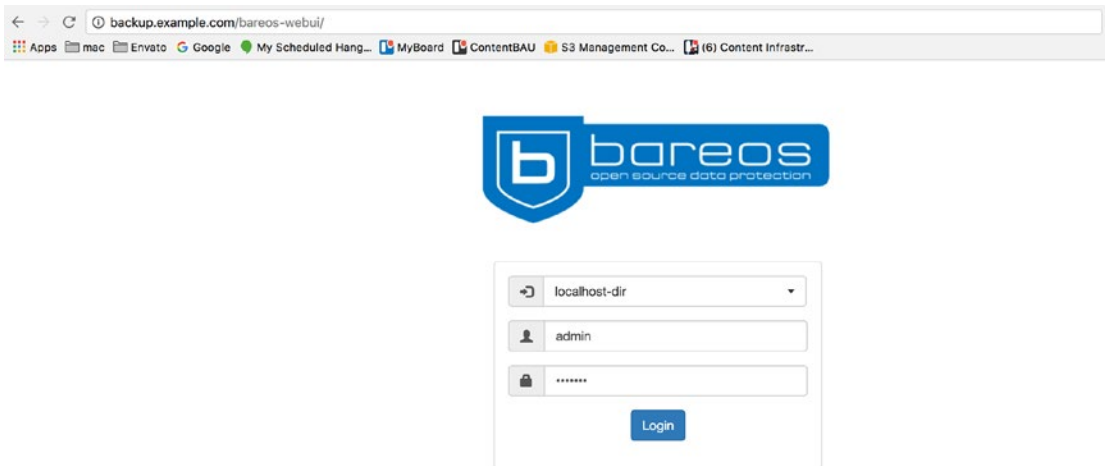 backup.example.com/bareos-webui/
Apps mac Envato Google My Scheduled Hang... MyBoard ContentBAU S3 Management Co... (6) Content Infrastr...
b bareos
open source data protection
localhost-dir
admin
•••••••
Login